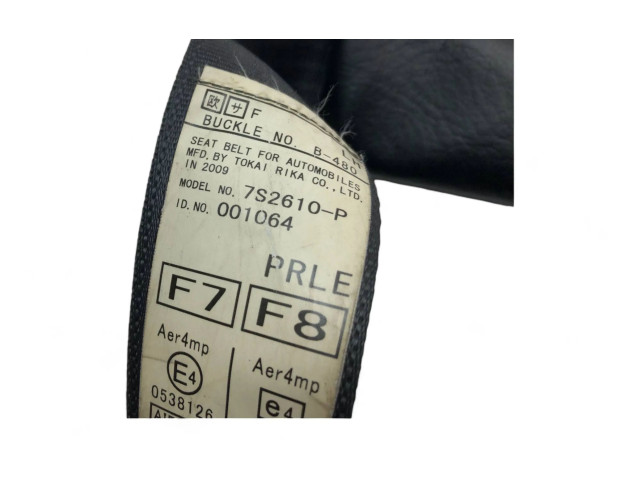 欧 サ F
BUCKLE NO. B-480
SEAT BELT FOR AUTOMOBILES
MFD. BY TOKAI RIKA CO., LTD.
IN 2009
MODEL NO. 7S2610-P
ID. NO. 001064
PRLE
F7 F8
Aer4mp Aer4mp
E4 e4
0538126